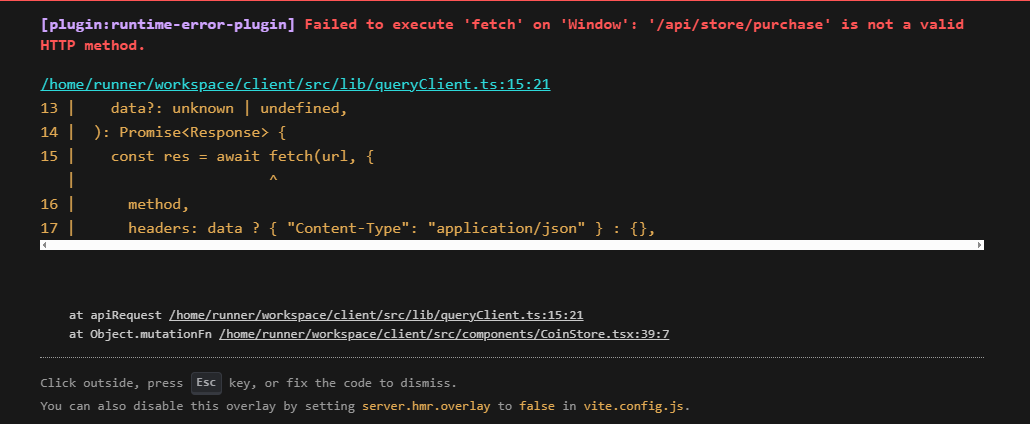 [plugin:runtime-error-plugin] Failed to execute 'fetch' on 'Window': '/api/store/purchase' is not a valid
HTTP method.
/home/runner/workspace/client/src/lib/queryClient.ts:15:21
13 |    data?: unknown | undefined,
14 |  ): Promise<Response> {
15 |    const res = await fetch(url, {
   |                      ^
16 |      method,
17 |      headers: data ? { "Content-Type": "application/json" } : {},
at apiRequest /home/runner/workspace/client/src/lib/queryClient.ts:15:21
at Object.mutationFn /home/runner/workspace/client/src/components/CoinStore.tsx:39:7
Click outside, press Esc key, or fix the code to dismiss.
You can also disable this overlay by setting server.hmr.overlay to false in vite.config.js.